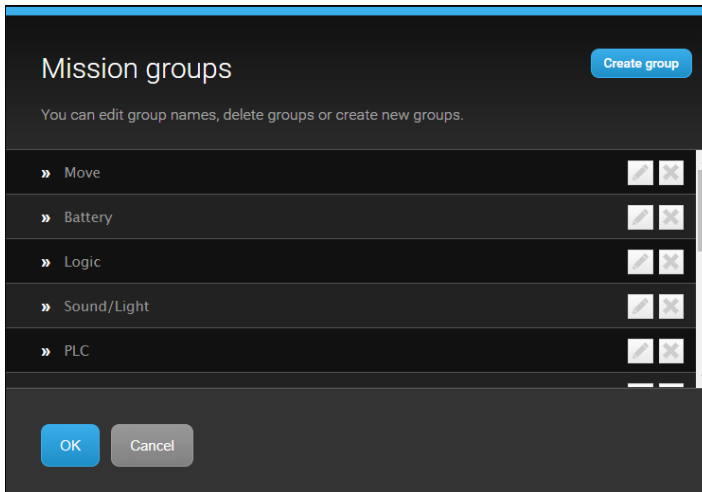 Mission groups
Create group
You can edit group names, delete groups or create new groups.
» Move
» Battery
» Logic
» Sound/Light
» PLC
OK
Cancel